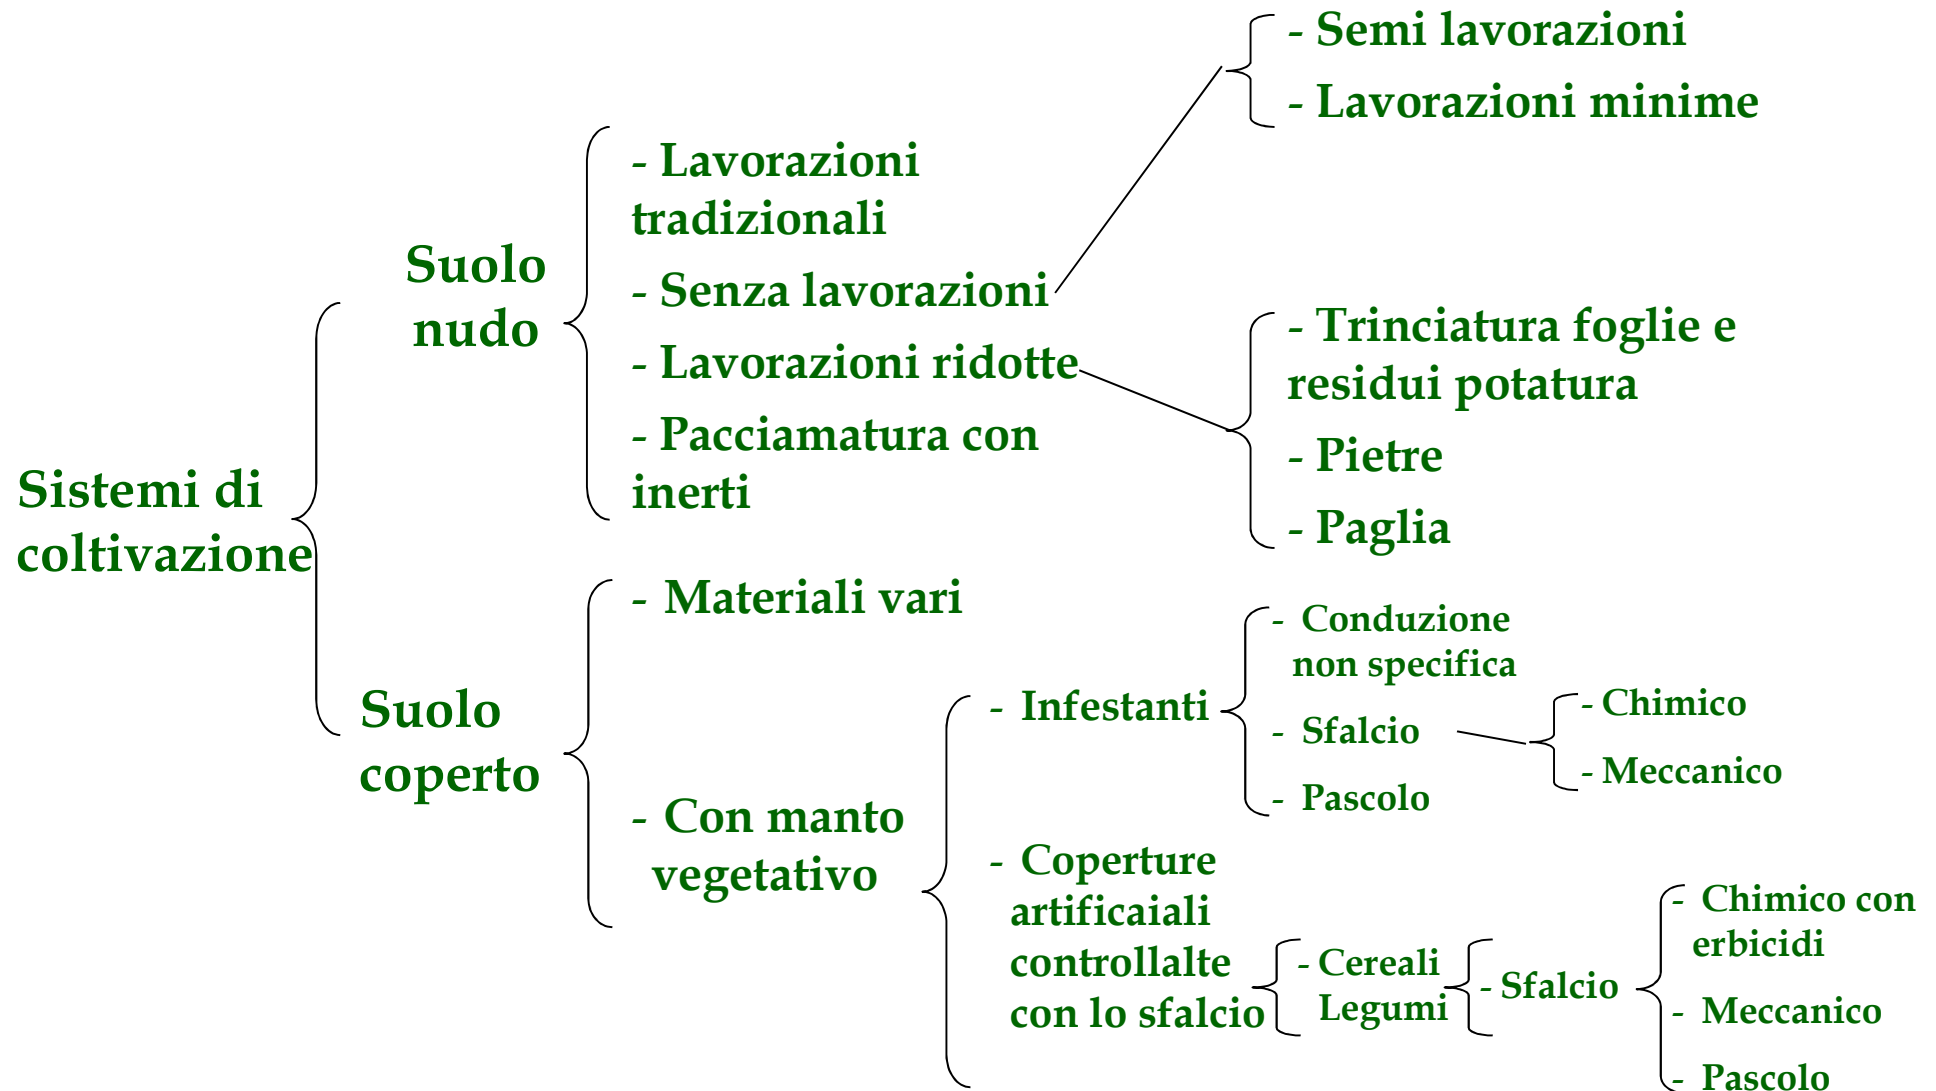 Sistemi di
coltivazione
Suolo
nudo
- Lavorazioni
tradizionali
- Senza lavorazioni
- Lavorazioni ridotte
- Pacciamatura con
inerti
- Semi lavorazioni
- Lavorazioni minime
- Trinciatura foglie e
residui potatura
- Pietre
- Paglia
Suolo
coperto
- Materiali vari
- Con manto
vegetativo
- Infestanti
- Conduzione
non specifica
- Sfalcio
- Pascolo
- Chimico
- Meccanico
- Coperture
artificaiali
controllalte
con lo sfalcio
- Cereali
Legumi
- Sfalcio
- Chimico con
erbicidi
- Meccanico
- Pascolo